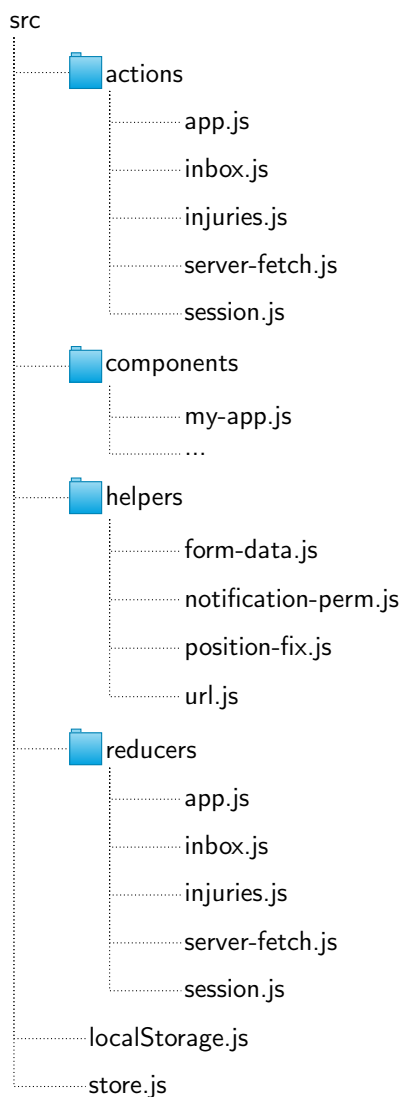 src
actions
app.js
inbox.js
injuries.js
server-fetch.js
session.js
components
my-app.js
...
helpers
form-data.js
notification-perm.js
position-fix.js
url.js
reducers
app.js
inbox.js
injuries.js
server-fetch.js
session.js
localStorage.js
store.js